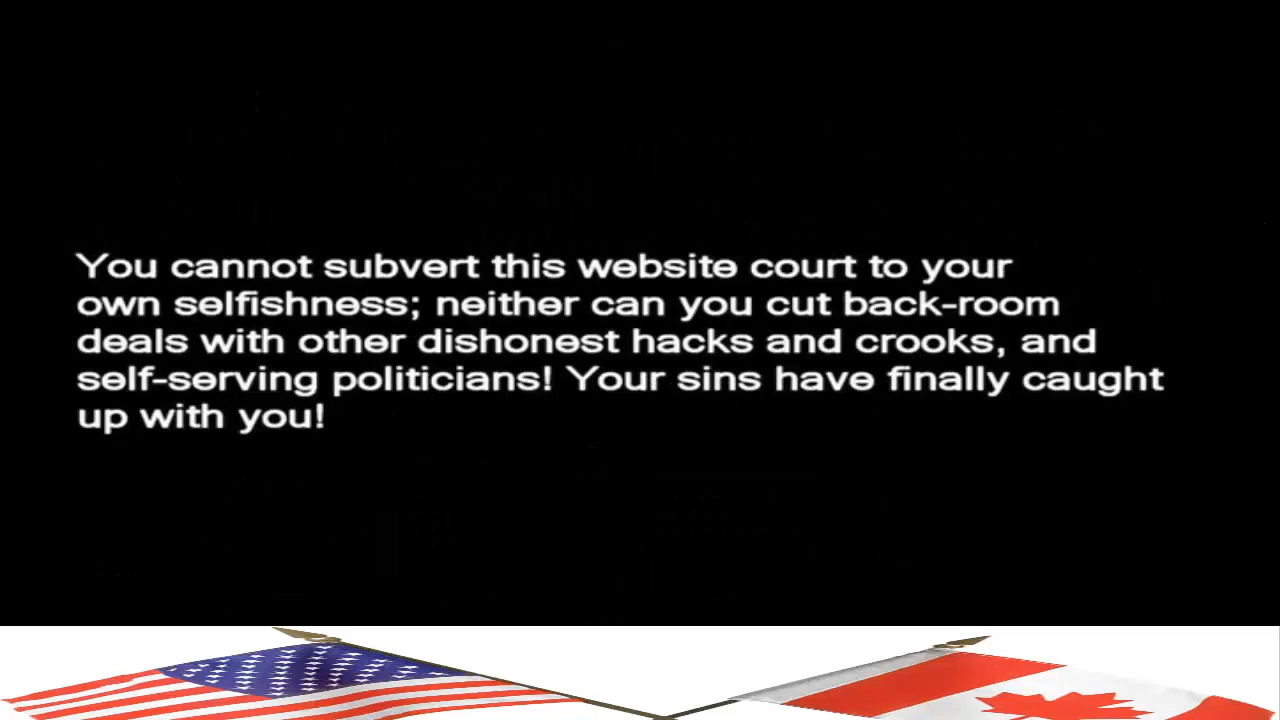 You cannot subvert this website court to your
own selfishness; neither can you cut back-room
deals with other dishonest hacks and crooks, and
self-serving politicians! Your sins have finally caught
up with you!